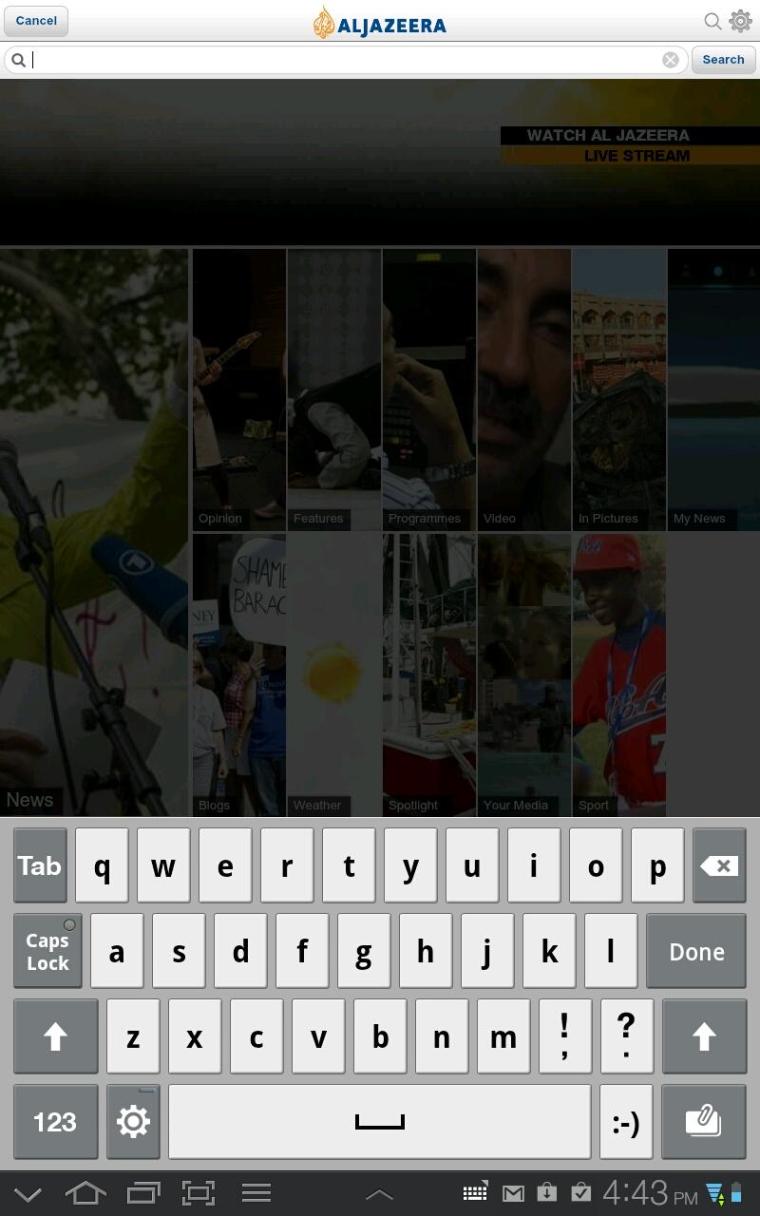 Cancel
ALJAZEERA
Search
WATCH AL JAZEERA
LIVE STREAM
Opinion
Features
Programmes
Video
In Pictures
My News
SHAME
BARAC
NEY
News
Blogs
Weather
Spotlight
Your Media
Sport
Tab q w e r t y u i o p
Caps Lock a s d f g h j k l Done
z x c v b n m ! , ? .
123 :-)
4:43 PM